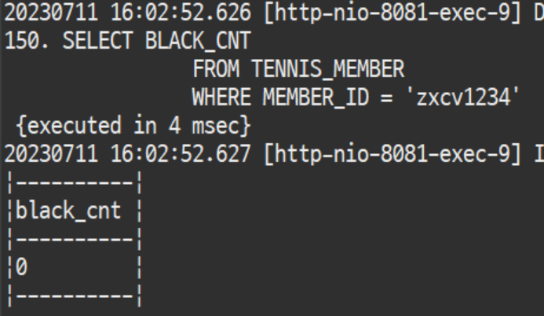 20230711 16:02:52.626 [http-nio-8081-exec-9] D
150. SELECT BLACK_CNT
FROM TENNIS_MEMBER
WHERE MEMBER_ID = 'zxcv1234'
{executed in 4 msec}
20230711 16:02:52.627 [http-nio-8081-exec-9] I
|----------|
|black_cnt |
|----------|
|0         |
|----------|